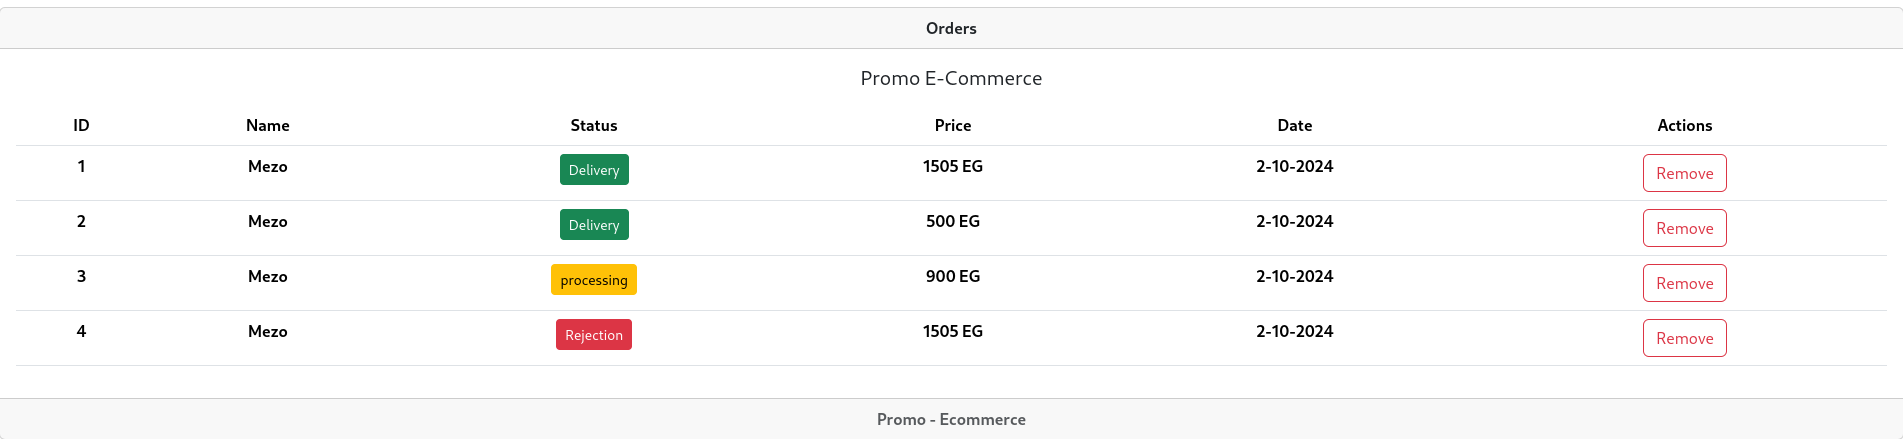 Orders
Promo E-Commerce
ID Name Status Price Date Actions
1 Mezo Delivery 1505 EG 2-10-2024 Remove
2 Mezo Delivery 500 EG 2-10-2024 Remove
3 Mezo processing 900 EG 2-10-2024 Remove
4 Mezo Rejection 1505 EG 2-10-2024 Remove
Promo - Ecommerce